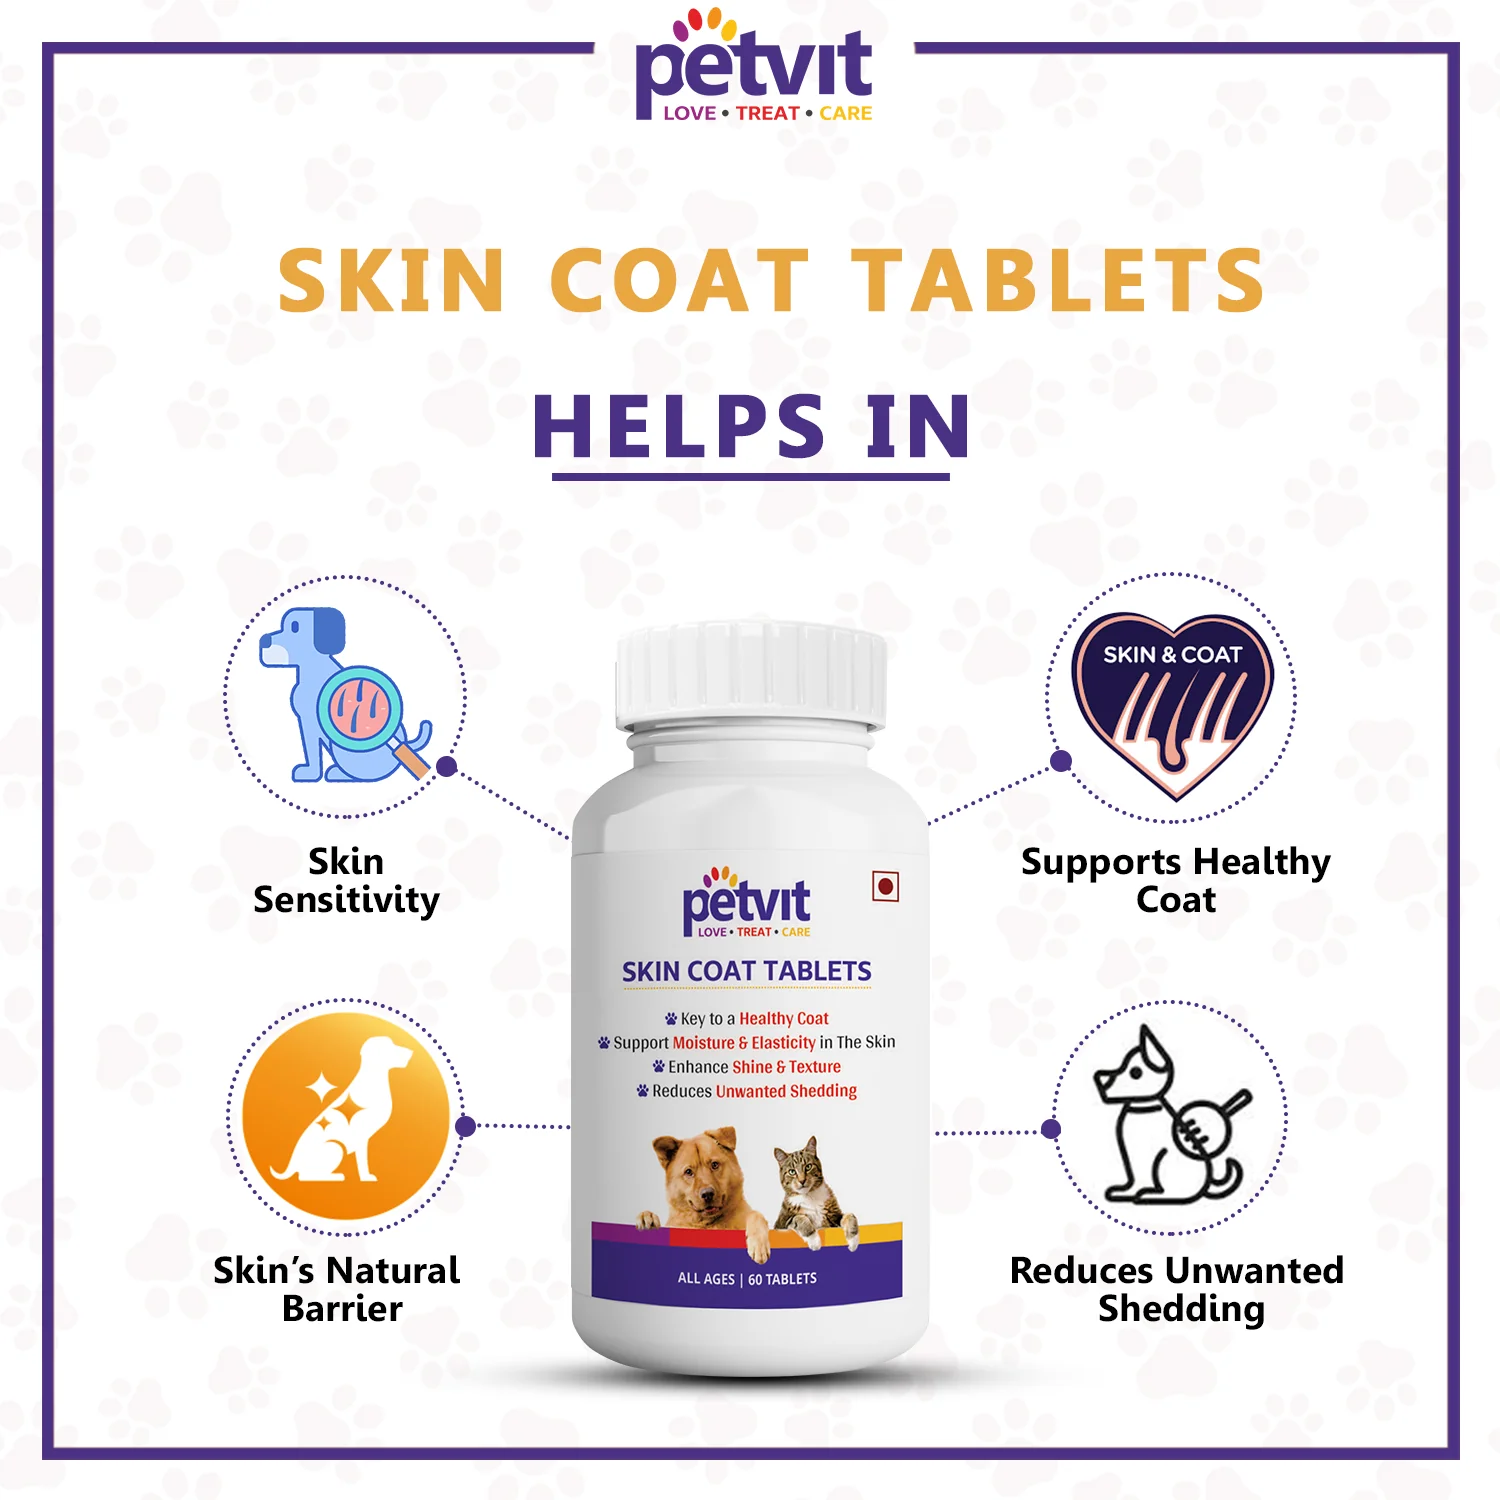 petvit
LOVE • TREAT • CARE
SKIN COAT TABLETS
HELPS IN
Skin
Sensitivity
SKIN & COAT
Supports Healthy
Coat
petvit
LOVE • TREAT • CARE
SKIN COAT TABLETS
Key to a Healthy Coat
Support Moisture & Elasticity in The Skin
Enhance Shine & Texture
Reduces Unwanted Shedding
ALL AGES | 60 TABLETS
Skin’s Natural
Barrier
Reduces Unwanted
Shedding